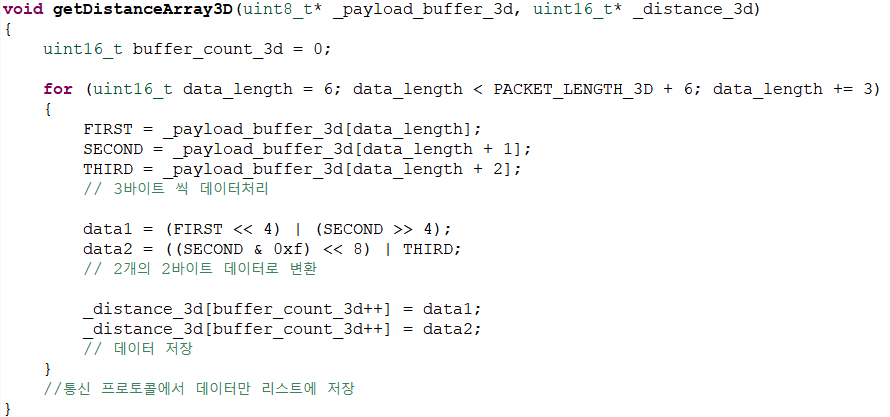 void getDistanceArray3D(uint8_t* _payload_buffer_3d, uint16_t* _distance_3d)
{
    uint16_t buffer_count_3d = 0;

    for (uint16_t data_length = 6; data_length < PACKET_LENGTH_3D + 6; data_length += 3)
    {
        FIRST = _payload_buffer_3d[data_length];
        SECOND = _payload_buffer_3d[data_length + 1];
        THIRD = _payload_buffer_3d[data_length + 2];
        // 3바이트 씩 데이터처리

        data1 = (FIRST << 4) | (SECOND >> 4);
        data2 = ((SECOND & 0xf) << 8) | THIRD;
        // 2개의 2바이트 데이터로 변환

        _distance_3d[buffer_count_3d++] = data1;
        _distance_3d[buffer_count_3d++] = data2;
        // 데이터 저장
    }
    //통신 프로토콜에서 데이터만 리스트에 저장
}